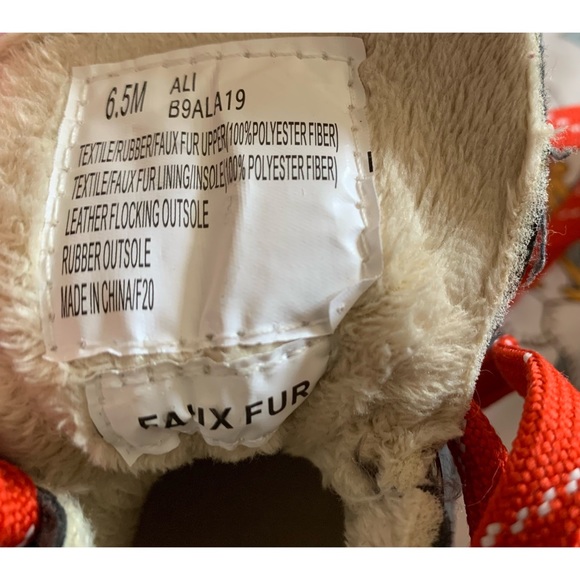 6.5M ALI
B9ALA19
TEXTILE/RUBBER/FAUX FUR UPPER(100%POLYESTER FIBER)
TEXTILE/FAUX FUR LINING/INSOLE(100% POLYESTER FIBER)
LEATHER FLOCKING OUTSOLE
RUBBER OUTSOLE
MADE IN CHINA/F20
FAUX FUR